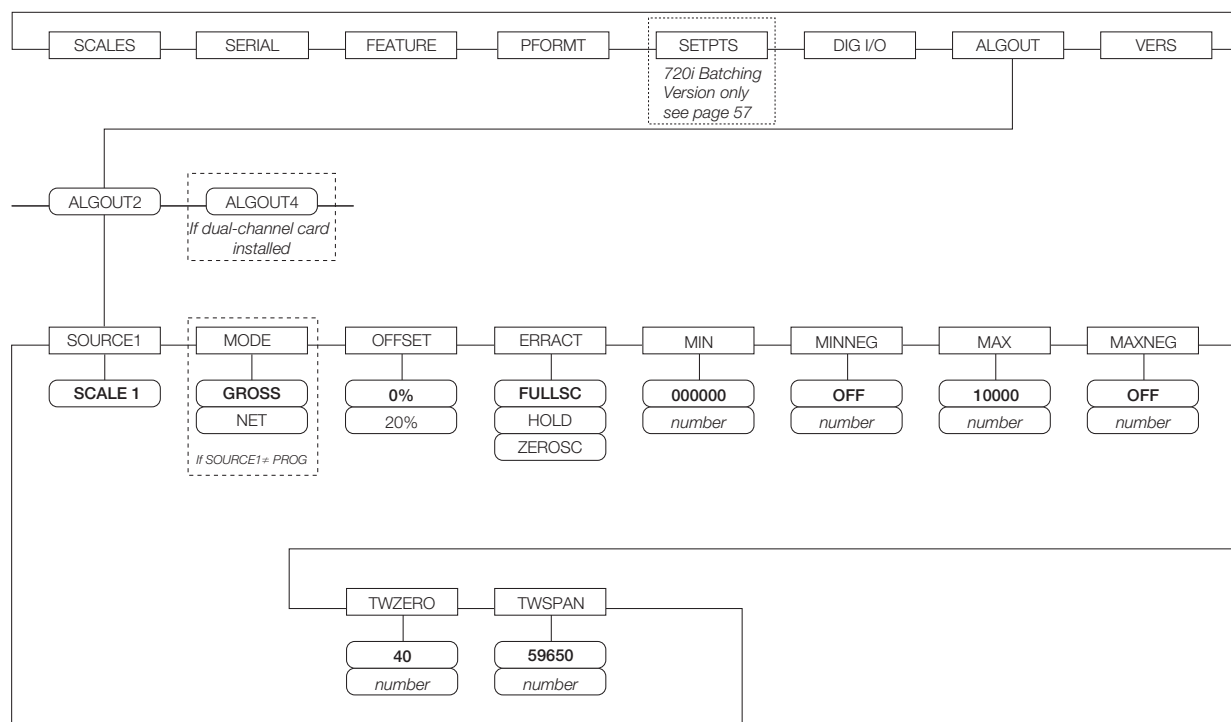 SCALES SERIAL FEATURE PFORMT SETPTS DIG I/O ALGOUT VERS
720i Batching
Version only
see page 57
ALGOUT2 ALGOUT4
If dual-channel card
installed
SOURCE1 MODE OFFSET ERRACT MIN MINNEG MAX MAXNEG
SCALE 1 GROSS 0% FULLSC 000000 OFF 10000 OFF
NET 20% HOLD number number number number
ZEROSC
If SOURCE1≠ PROG
TWZERO TWSPAN
40 59650
number number